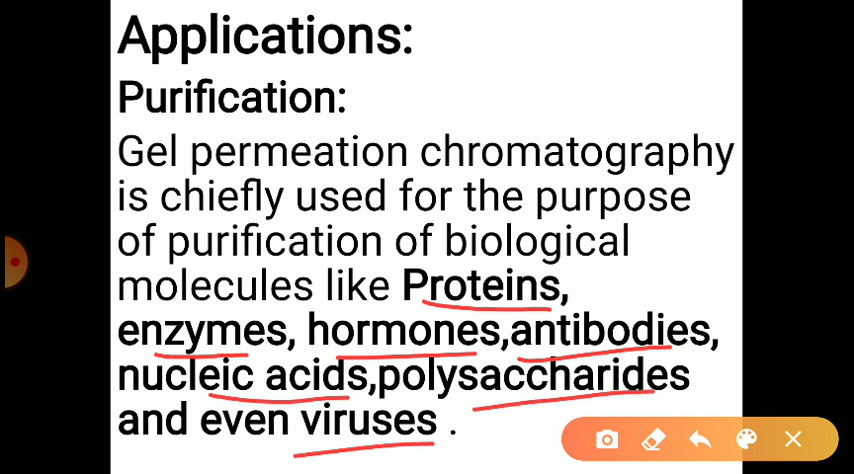 Applications:
Purification:
Gel permeation chromatography
is chiefly used for the purpose
of purification of biological
molecules like Proteins,
enzymes, hormones,antibodies,
nucleic acids,polysaccharides
and even viruses .